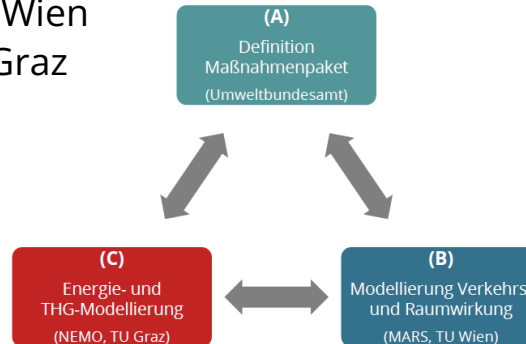 Wien
Graz
(A)
Definition
Maßnahmenpaket
(Umweltbundesamt)
(C)
Energie- und
THG-Modellierung
(NEMO, TU Graz)
(B)
Modellierung Verkehrs
und Raumwirkung
(MARS, TU Wien)